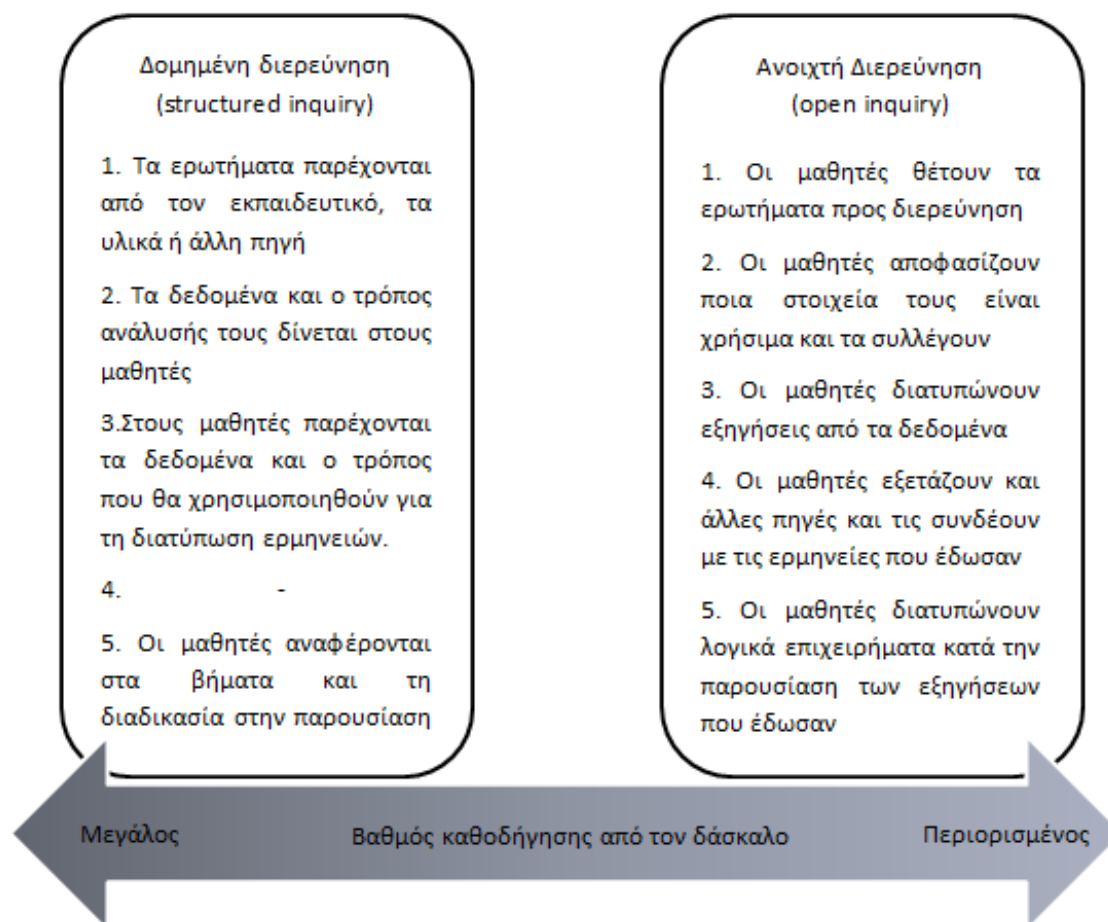 Δομημένη διερεύνηση
(structured inquiry)
1. Τα ερωτήματα παρέχονται
από τον εκπαιδευτικό, τα
υλικά ή άλλη πηγή
2. Τα δεδομένα και ο τρόπος
ανάλυσής τους δίνεται στους
μαθητές
3.Στους μαθητές παρέχονται
τα δεδομένα και ο τρόπος
που θα χρησιμοποιηθούν για
τη διατύπωση ερμηνειών.
4. -
5. Οι μαθητές αναφέρονται
στα βήματα και τη
διαδικασία στην παρουσίαση
Ανοιχτή Διερεύνηση
(open inquiry)
1. Οι μαθητές θέτουν τα
ερωτήματα προς διερεύνηση
2. Οι μαθητές αποφασίζουν
ποια στοιχεία τους είναι
χρήσιμα και τα συλλέγουν
3. Οι μαθητές διατυπώνουν
εξηγήσεις από τα δεδομένα
4. Οι μαθητές εξετάζουν και
άλλες πηγές και τις συνδέουν
με τις ερμηνείες που έδωσαν
5. Οι μαθητές διατυπώνουν
λογικά επιχειρήματα κατά την
παρουσίαση των εξηγήσεων
που έδωσαν
Μεγάλος Βαθμός καθοδήγησης από τον δάσκαλο Περιορισμένος